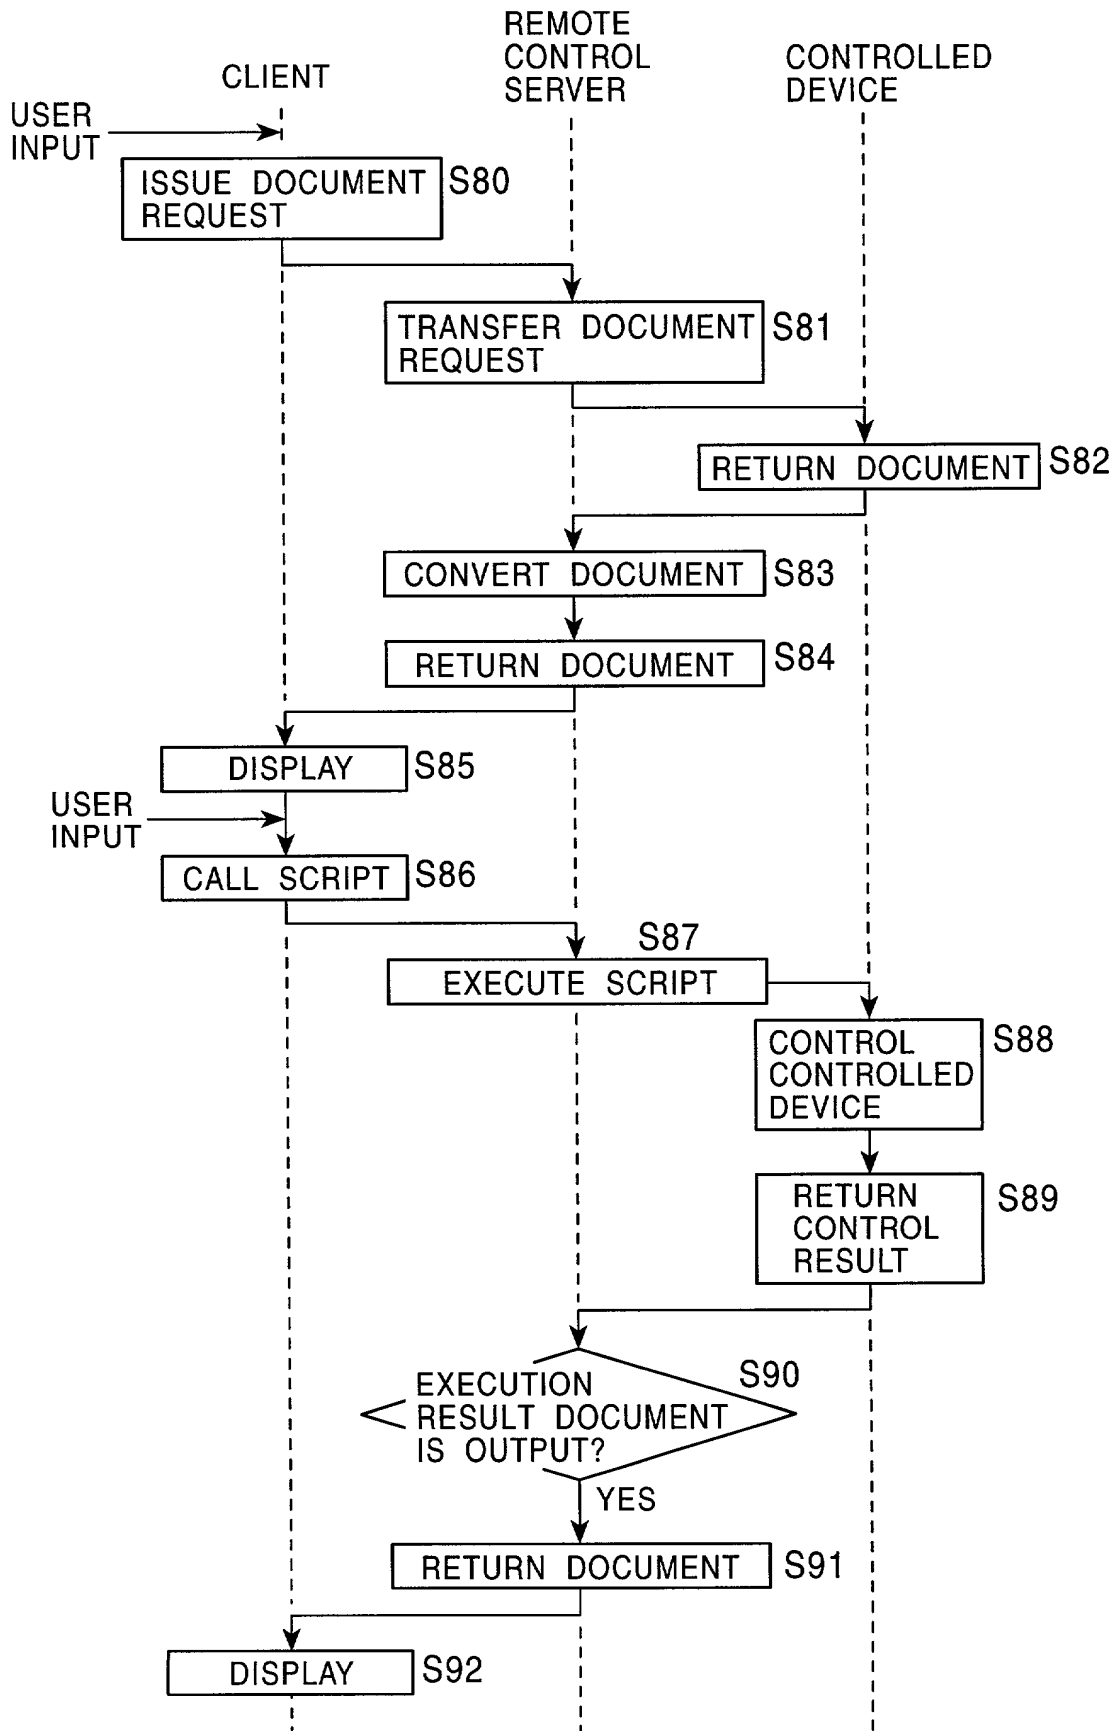 REMOTE
CONTROL
SERVER
CLIENT
CONTROLLED
DEVICE
USER
INPUT
ISSUE DOCUMENT
REQUEST
S80
TRANSFER DOCUMENT
REQUEST
S81
RETURN DOCUMENT
S82
CONVERT DOCUMENT
S83
RETURN DOCUMENT
S84
DISPLAY
S85
USER
INPUT
CALL SCRIPT
S86
S87
EXECUTE SCRIPT
CONTROL
CONTROLLED
DEVICE
S88
RETURN
CONTROL
RESULT
S89
S90
EXECUTION
RESULT DOCUMENT
IS OUTPUT?
YES
RETURN DOCUMENT
S91
DISPLAY
S92